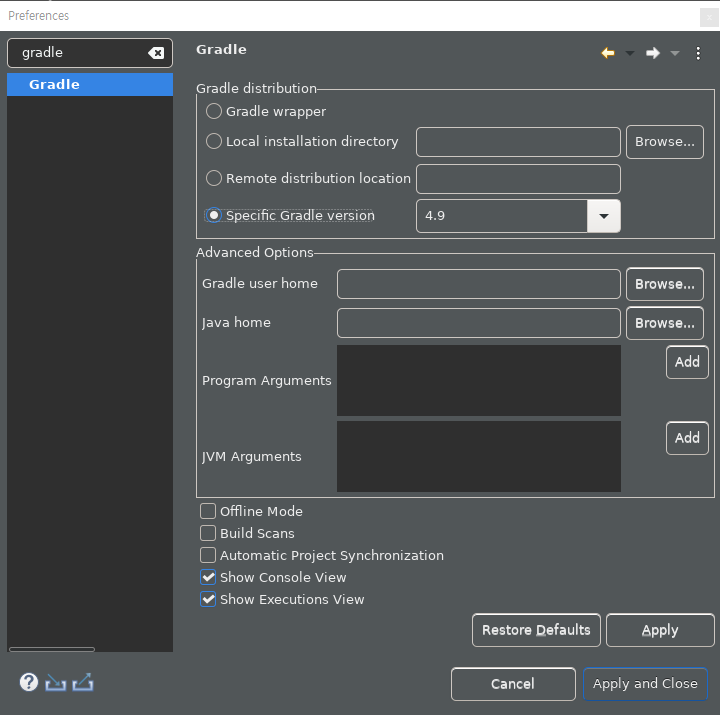 Preferences
x
gradle
Gradle
Gradle
Gradle distribution
Gradle wrapper
Local installation directory
Browse...
Remote distribution location
Specific Gradle version
4.9
Advanced Options
Gradle user home
Browse...
Java home
Browse...
Program Arguments
Add
JVM Arguments
Add
Offline Mode
Build Scans
Automatic Project Synchronization
Show Console View
Show Executions View
Restore Defaults
Apply
?
Cancel
Apply and Close